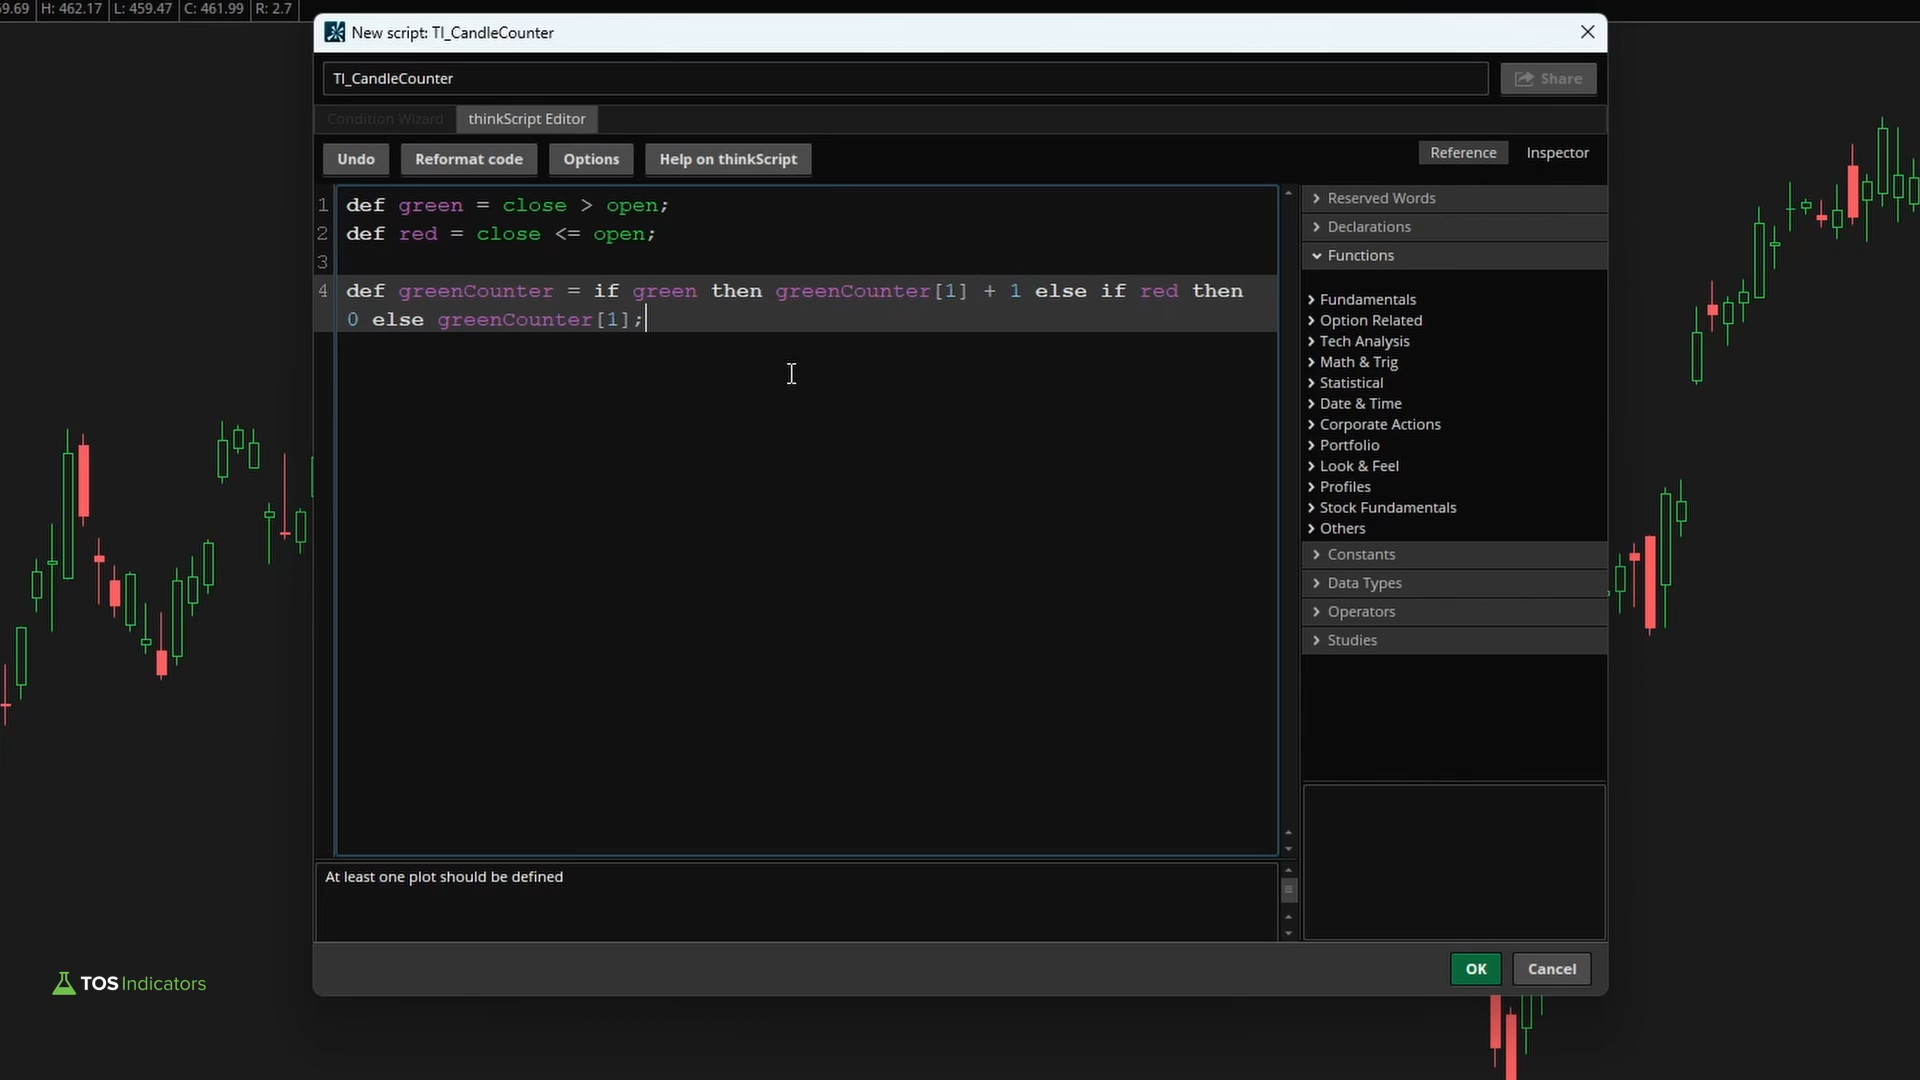 59.69 H: 462.17 L: 459.47 C: 461.99 R: 2.7
New script: TI_CandleCounter
TI_CandleCounter
Share
Condition Wizard
thinkScript Editor
Undo
Reformat code
Options
Help on thinkScript
Reference
Inspector
1 def green = close > open;
2 def red = close <= open;
3
4 def greenCounter = if green then greenCounter[1] + 1 else if red then
0 else greenCounter[1];
Reserved Words
Declarations
Functions
Fundamentals
Option Related
Tech Analysis
Math & Trig
Statistical
Date & Time
Corporate Actions
Portfolio
Look & Feel
Profiles
Stock Fundamentals
Others
Constants
Data Types
Operators
Studies
At least one plot should be defined
OK
Cancel
TOS Indicators